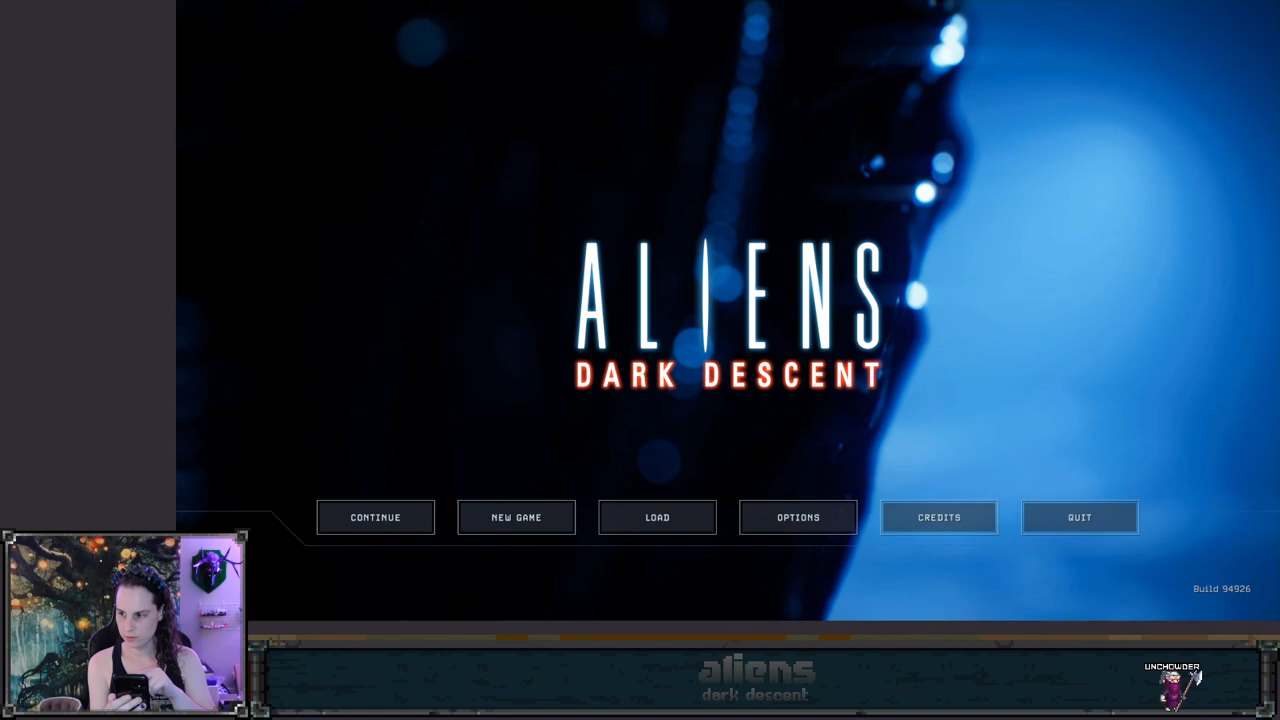 ALIENS
DARK DESCENT
CONTINUE
NEW GAME
LOAD
OPTIONS
CREDITS
QUIT
Build 94926
aliens
dark descent
UNCHOWDER